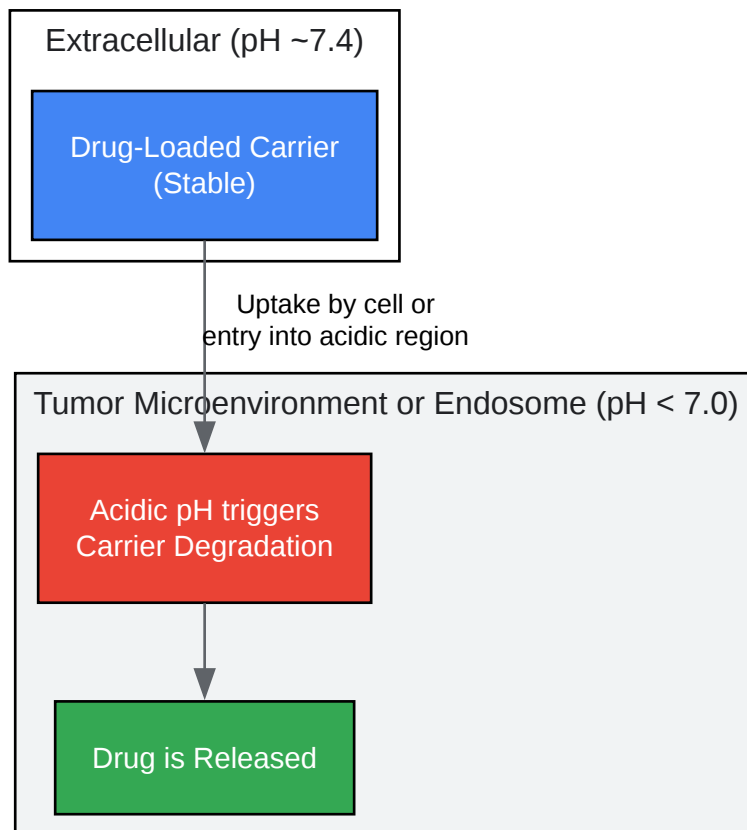 Extracellular (pH ~7.4)
Drug-Loaded Carrier
(Stable)
Uptake by cell or
entry into acidic region
Tumor Microenvironment or Endosome (pH < 7.0)
Acidic pH triggers
Carrier Degradation
Drug is Released